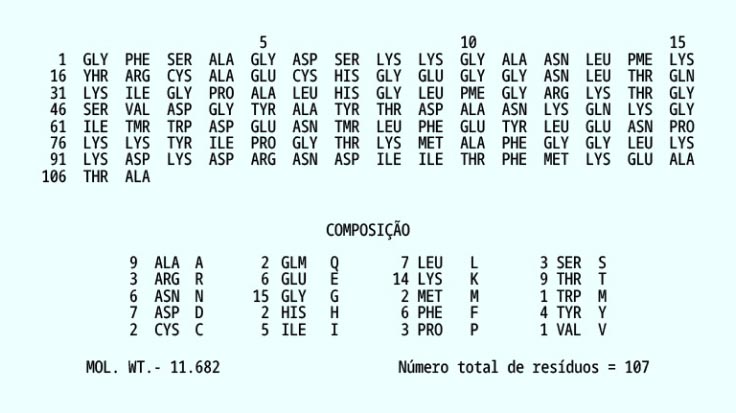 5 10 15
1 GLY PHE SER ALA GLY ASP SER LYS LYS GLY ALA ASN LEU PME LYS
16 YHR ARG CYS ALA GLU CYS HIS GLY GLU GLY GLY ASN LEU THR GLN
31 LYS ILE GLY PRO ALA LEU HIS GLY LEU PME GLY ARG LYS THR GLY
46 SER VAL ASP GLY TYR ALA TYR THR ASP ALA ASN LYS GLN LYS GLY
61 ILE TMR TRP ASP GLU ASN TMR LEU PHE GLU TYR LEU GLU ASN PRO
76 LYS LYS TYR ILE PRO GLY THR LYS MET ALA PHE GLY GLY LEU LYS
91 LYS ASP LYS ASP ARG ASN ASP ILE ILE THR PHE MET LYS GLU ALA
106 THR ALA
COMPOSIÇÃO
9 ALA A 2 GLM Q 7 LEU L 3 SER S
3 ARG R 6 GLU E 14 LYS K 9 THR T
6 ASN N 15 GLY G 2 MET M 1 TRP M
7 ASP D 2 HIS H 6 PHE F 4 TYR Y
2 CYS C 5 ILE I 3 PRO P 1 VAL V
MOL. WT.- 11.682 Número total de resíduos = 107